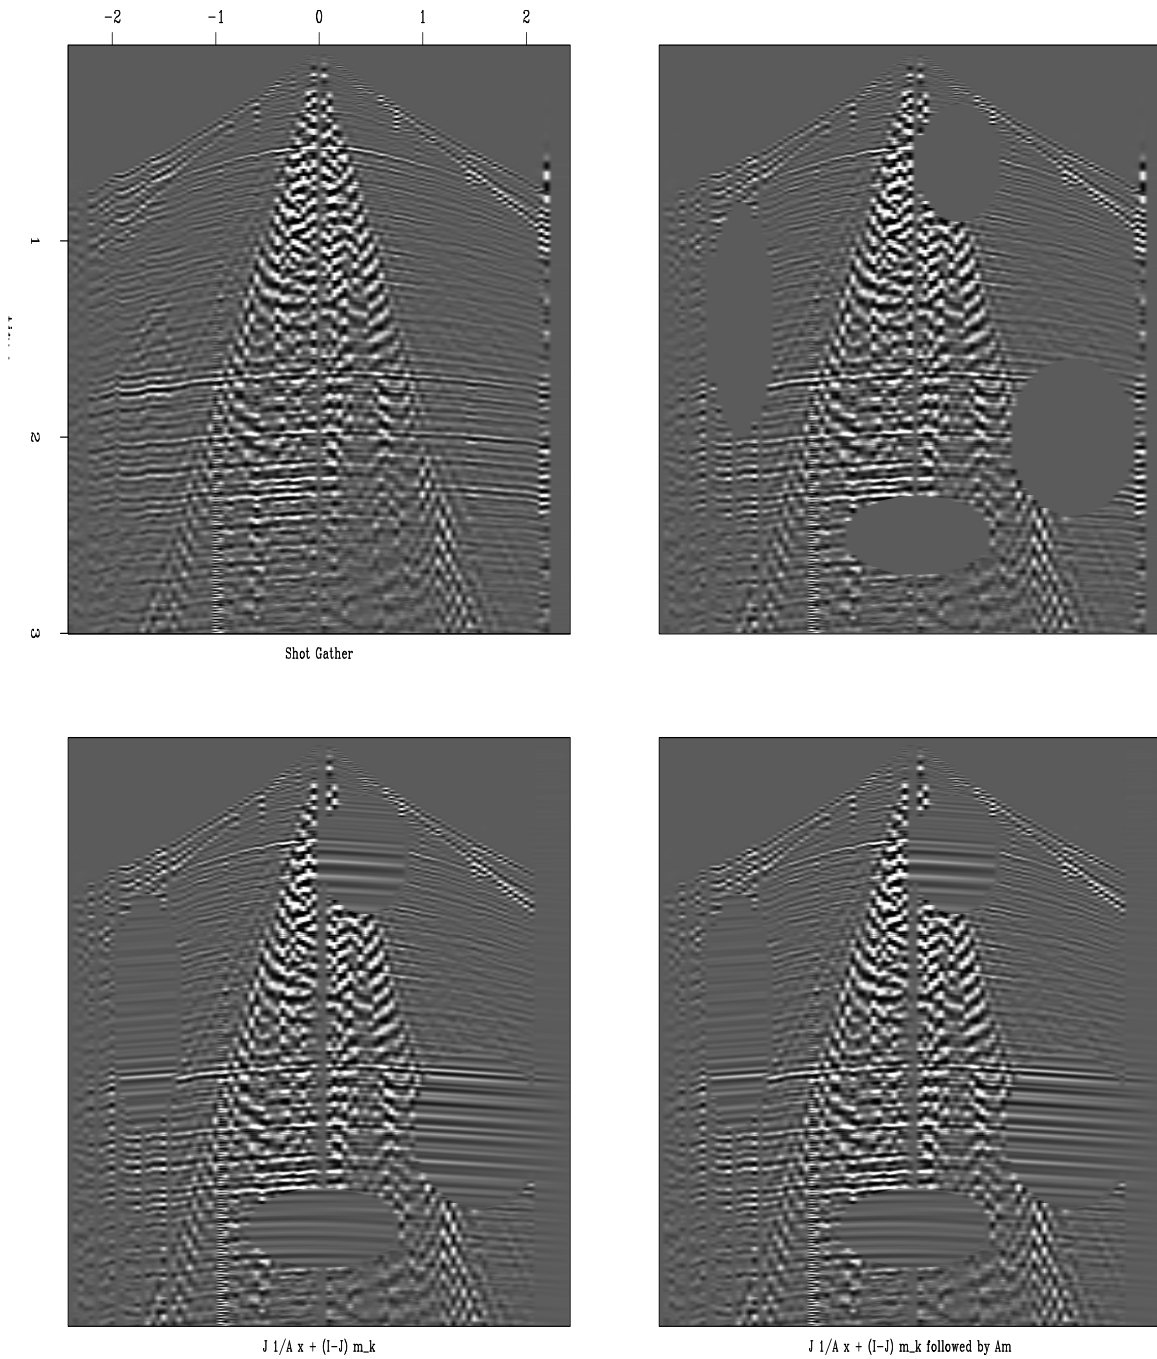 -2 -1 0 1 2
1
2
3
Shot Gather
J 1/A x + (I-J) m_k
J 1/A x + (I-J) m_k followed by Am